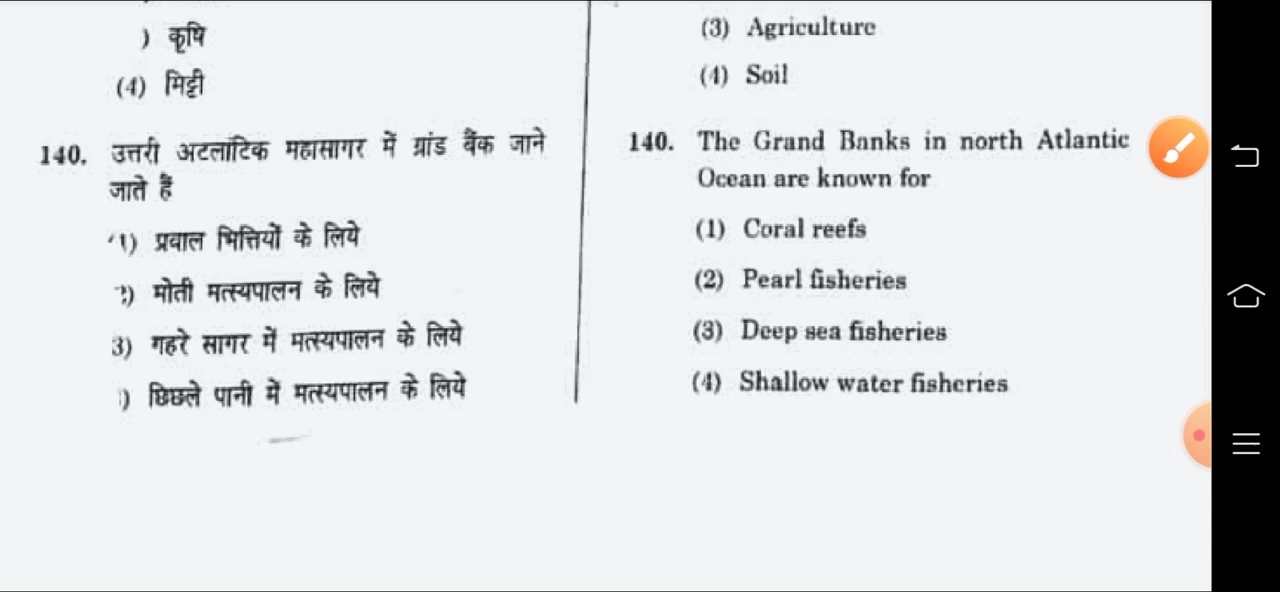 ) कृषि
(4) मिट्टी
140. उत्तरी अटलांटिक महासागर में ग्रांड बैंक जाने
जाते हैं
1) प्रवाल भित्तियों के लिये
2) मोती मत्स्यपालन के लिये
3) गहरे सागर में मत्स्यपालन के लिये
) छिछले पानी में मत्स्यपालन के लिये
(3) Agriculture
(4) Soil
140. The Grand Banks in north Atlantic
Ocean are known for
(1) Coral reefs
(2) Pearl fisheries
(3) Deep sea fisheries
(4) Shallow water fisheries